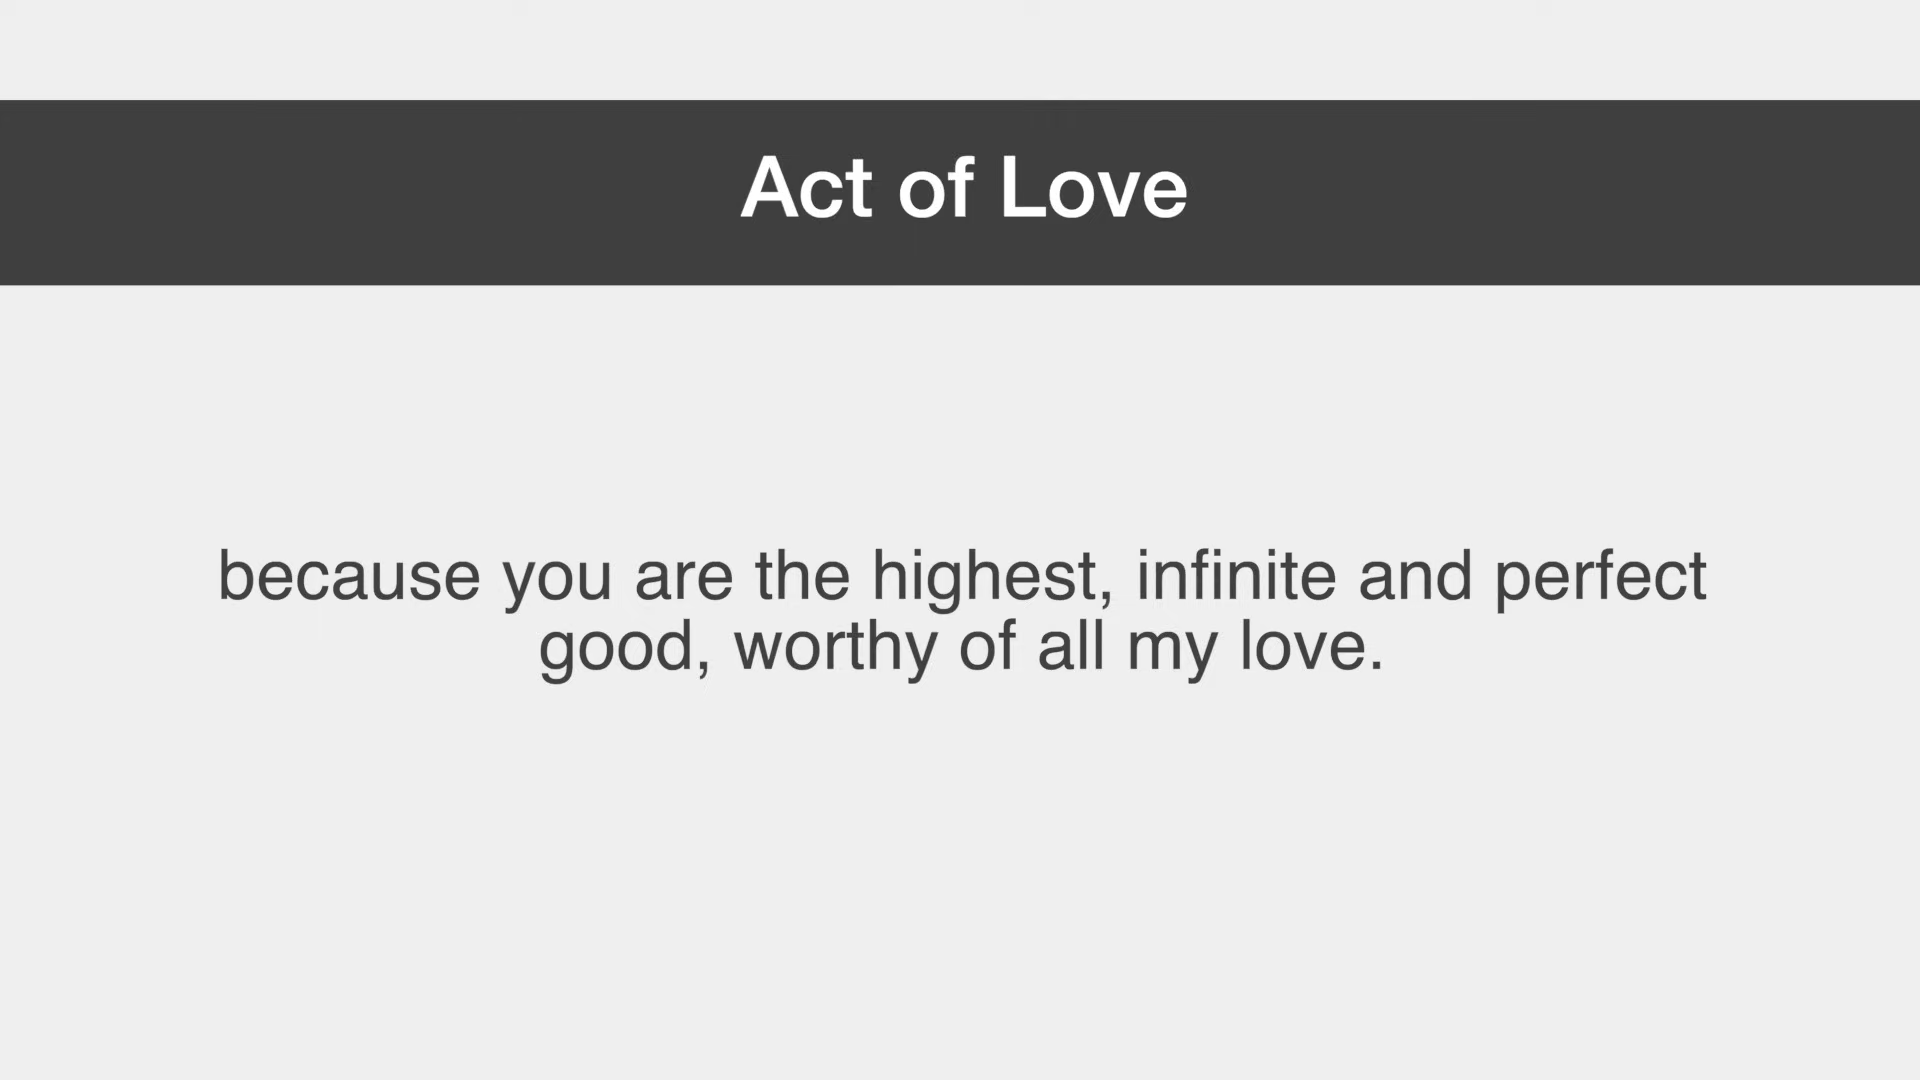 Act of Love
because you are the highest, infinite and perfect
good, worthy of all my love.